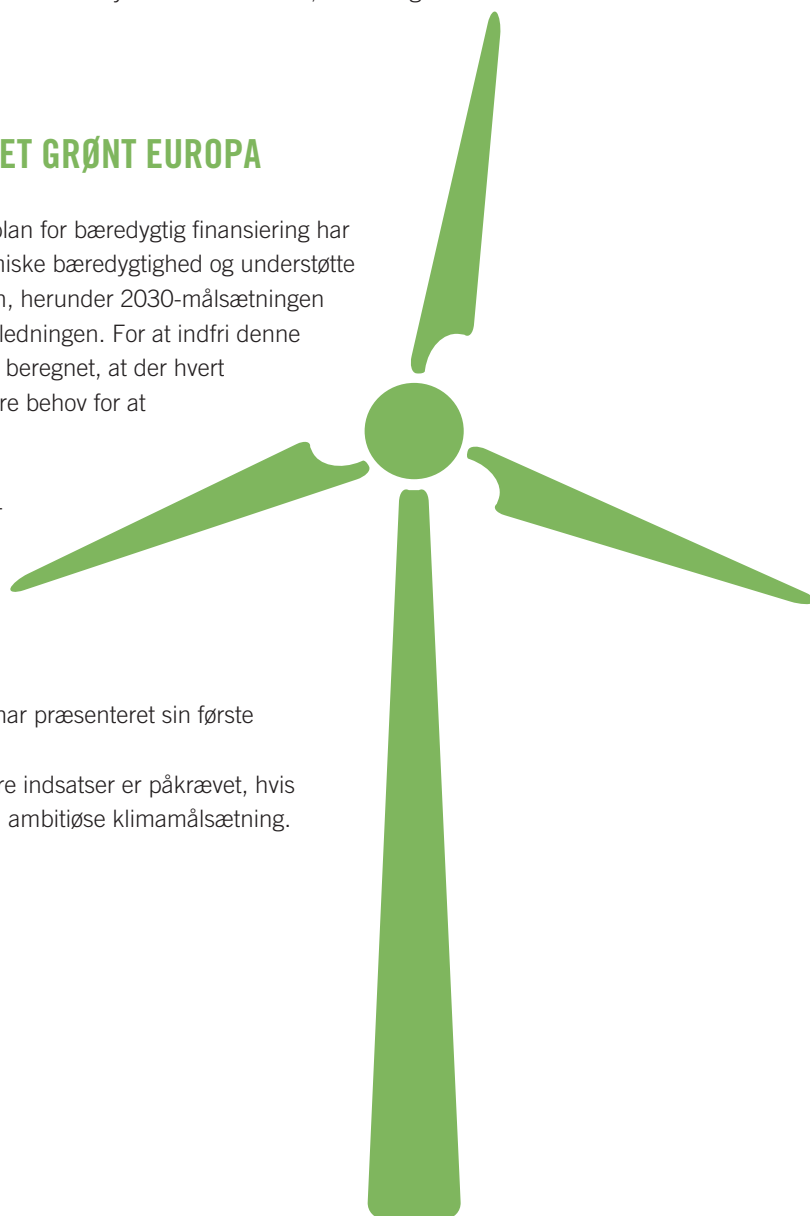 ET GRØNT EUROPA
plan for bæredygtig finansiering har
miske bæredygtighed og understøtte
n, herunder 2030-målsætningen
ledningen. For at indfri denne
beregnet, at der hvert
re behov for at
har præsenteret sin første
re indsatser er påkrævet, hvis
ambitiøse klimamålsætning.